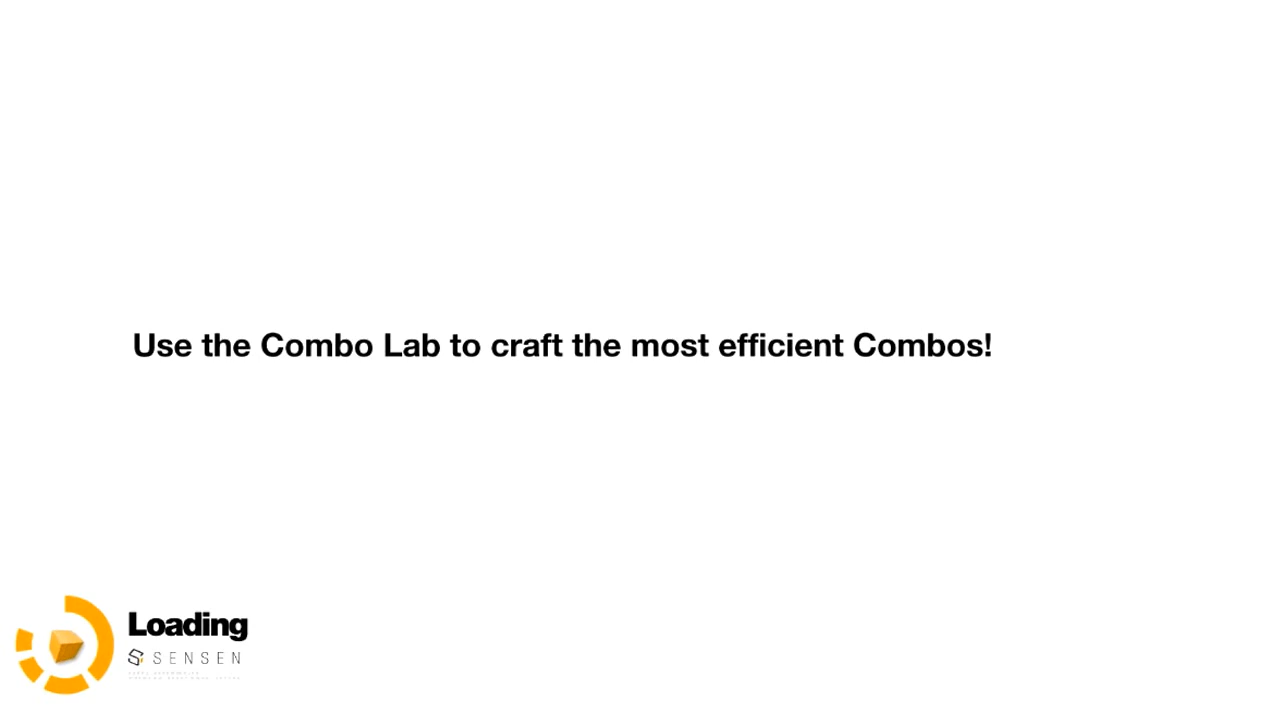 Use the Combo Lab to craft the most efficient Combos!
Loading
SENSEN